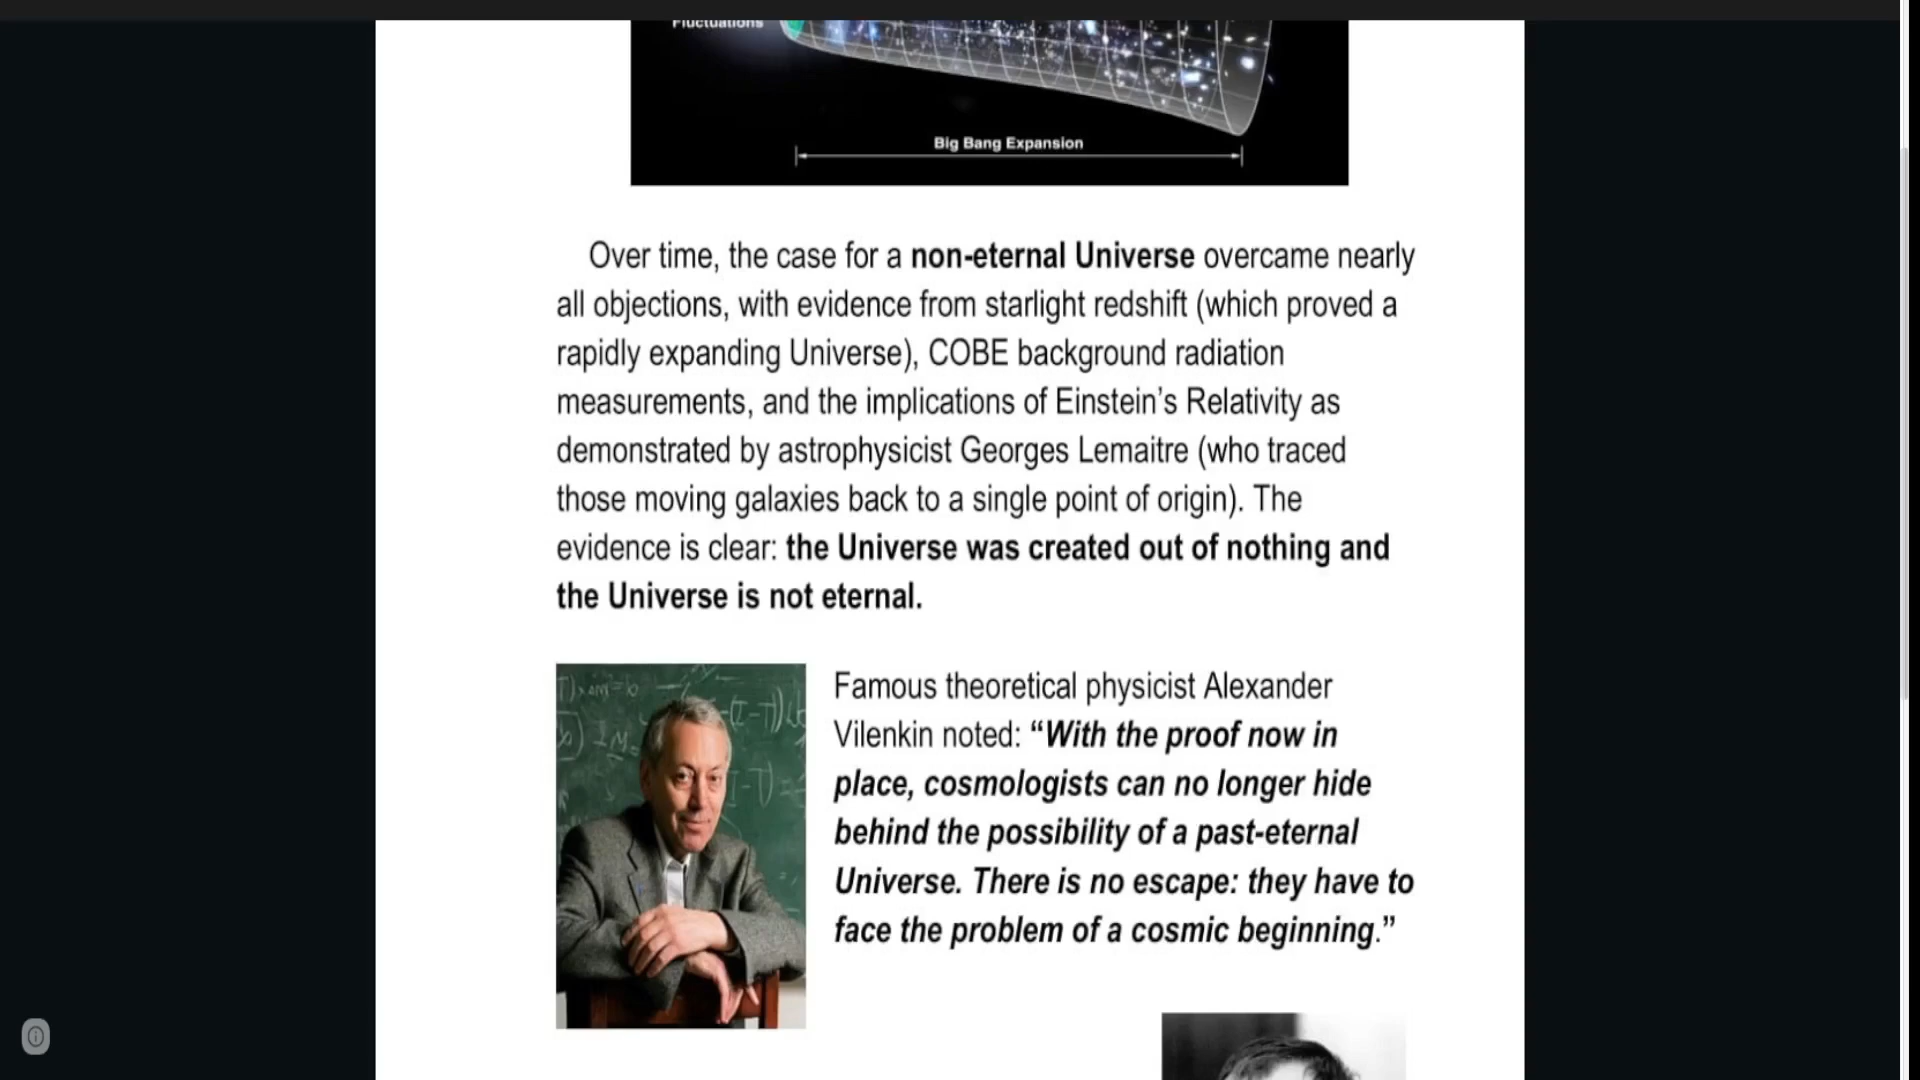 Fluctuations
Big Bang Expansion
Over time, the case for a non-eternal Universe overcame nearly
all objections, with evidence from starlight redshift (which proved a
rapidly expanding Universe), COBE background radiation
measurements, and the implications of Einstein’s Relativity as
demonstrated by astrophysicist Georges Lemaitre (who traced
those moving galaxies back to a single point of origin). The
evidence is clear: the Universe was created out of nothing and
the Universe is not eternal.
Famous theoretical physicist Alexander
Vilenkin noted: “With the proof now in
place, cosmologists can no longer hide
behind the possibility of a past-eternal
Universe. There is no escape: they have to
face the problem of a cosmic beginning.”